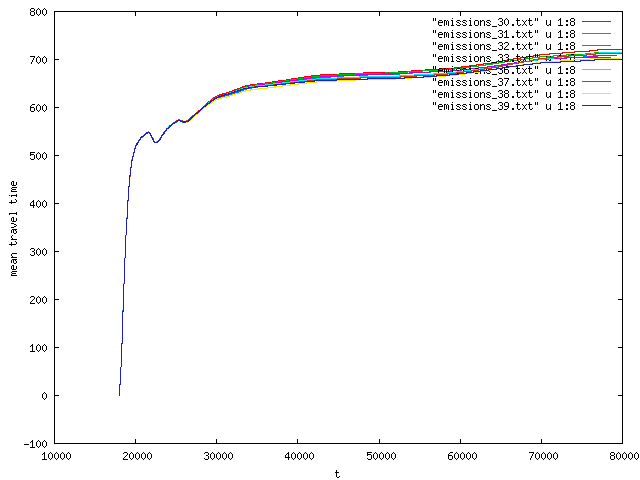 800
700
600
500
400
300
200
100
0
-100
mean travel time
"emissions_30.txt" u 1:8
"emissions_31.txt" u 1:8
"emissions_32.txt" u 1:8
"emissions_33.txt" u 1:8
"emissions_36.txt" u 1:8
"emissions_37.txt" u 1:8
"emissions_38.txt" u 1:8
"emissions_39.txt" u 1:8
10000 20000 30000 40000 50000 60000 70000 80000
t